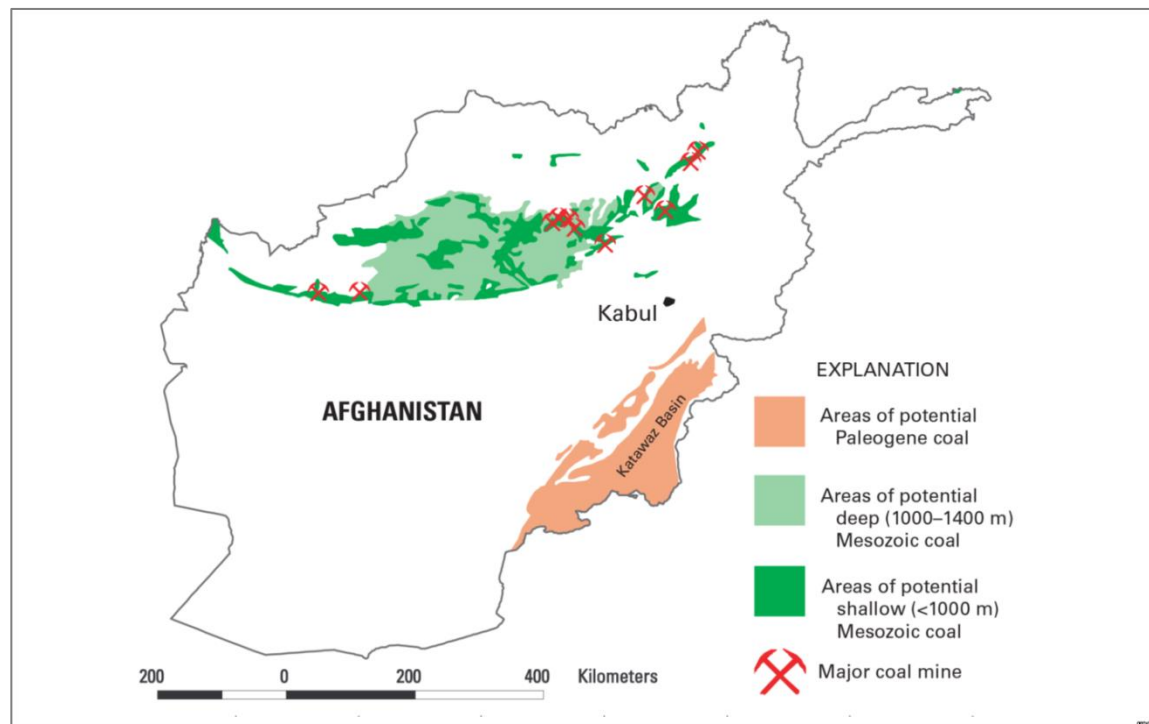 Kabul
AFGHANISTAN
Katawaz Basin
EXPLANATION
Areas of potential
Paleogene coal
Areas of potential
deep (1000–1400 m)
Mesozoic coal
Areas of potential
shallow (<1000 m)
Mesozoic coal
Major coal mine
200 0 200 400 Kilometers